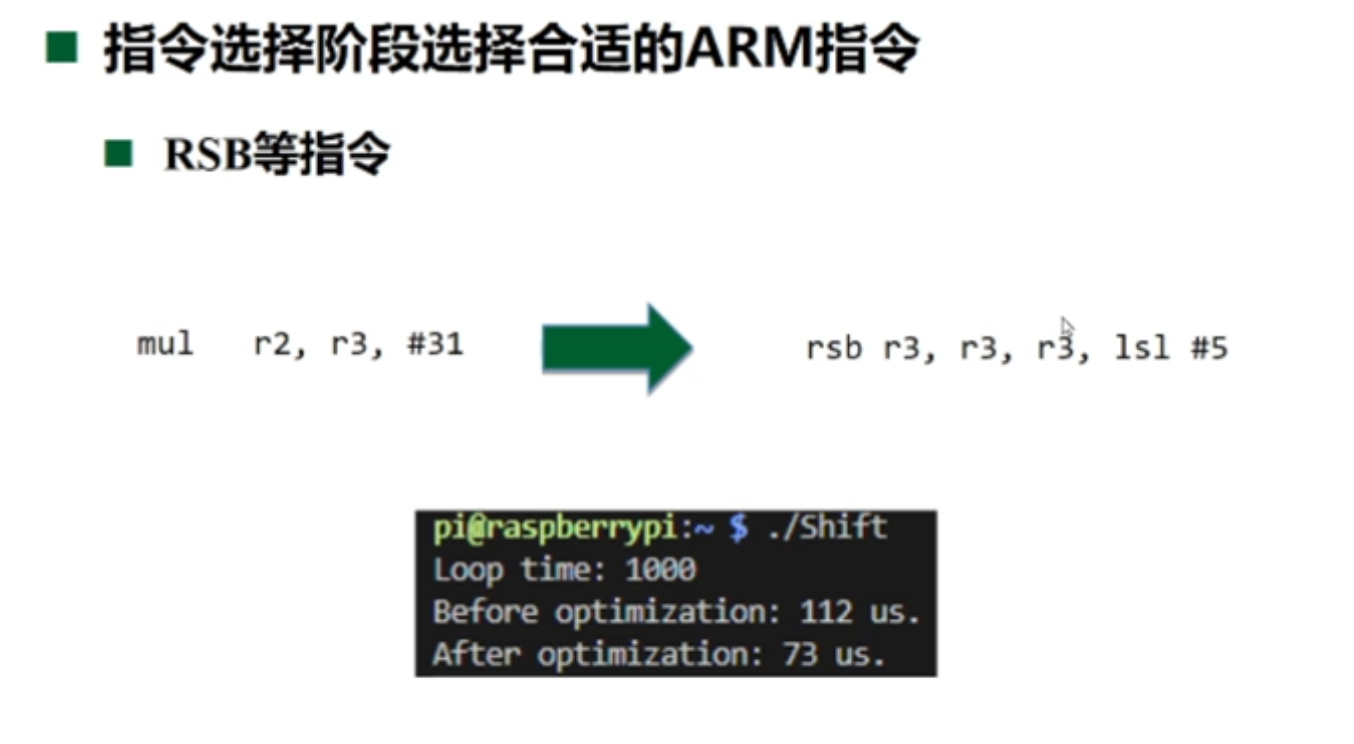 指令选择阶段选择合适的ARM指令
RSB等指令
mul r2, r3, #31
rsb r3, r3, r3, lsl #5
pi@raspberrypi:~ $ ./Shift
Loop time: 1000
Before optimization: 112 us.
After optimization: 73 us.